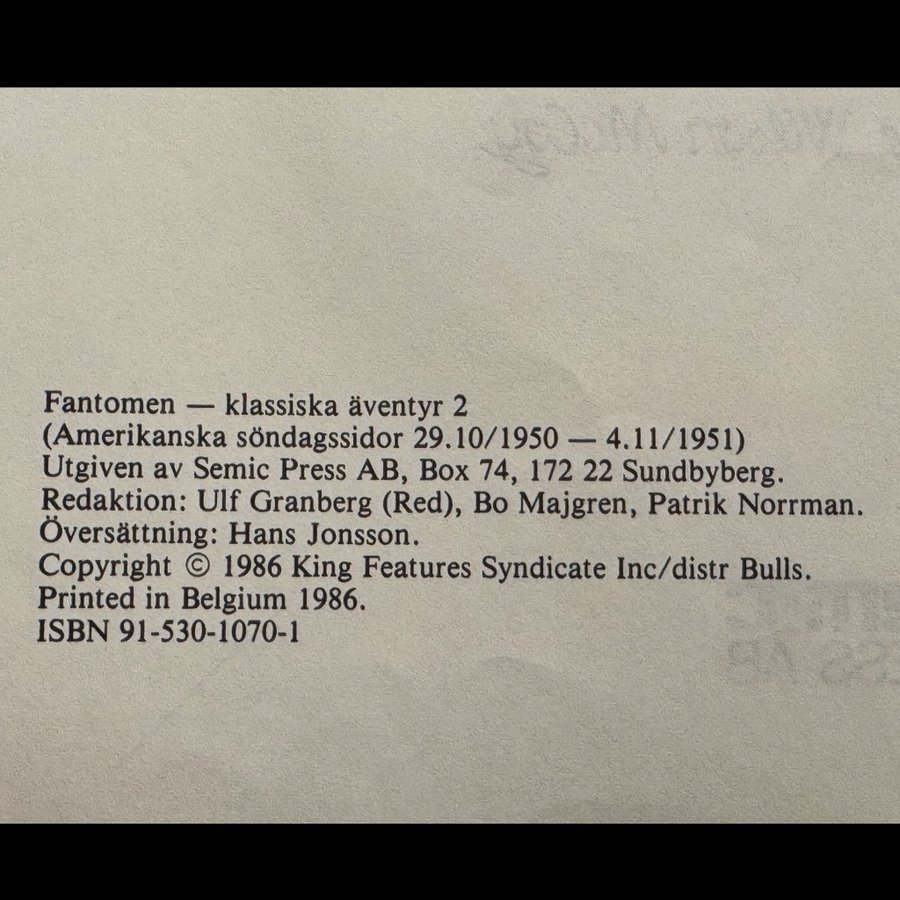 Fantomen — klassiska äventyr 2
(Amerikanska söndagssidor 29.10/1950 — 4.11/1951)
Utgiven av Semic Press AB, Box 74, 172 22 Sundbyberg.
Redaktion: Ulf Granberg (Red), Bo Majgren, Patrik Norrman.
Översättning: Hans Jonsson.
Copyright © 1986 King Features Syndicate Inc/distr Bulls.
Printed in Belgium 1986.
ISBN 91-530-1070-1